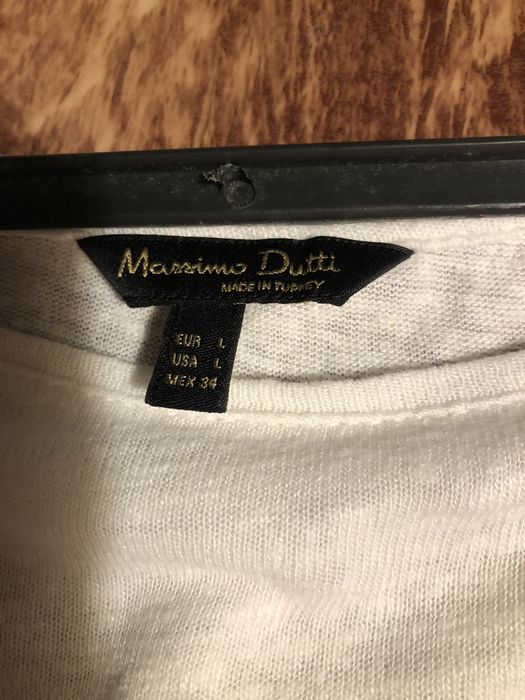 Massimo Dutti
MADE IN TURKEY
EUR L
USA L
MEX 34